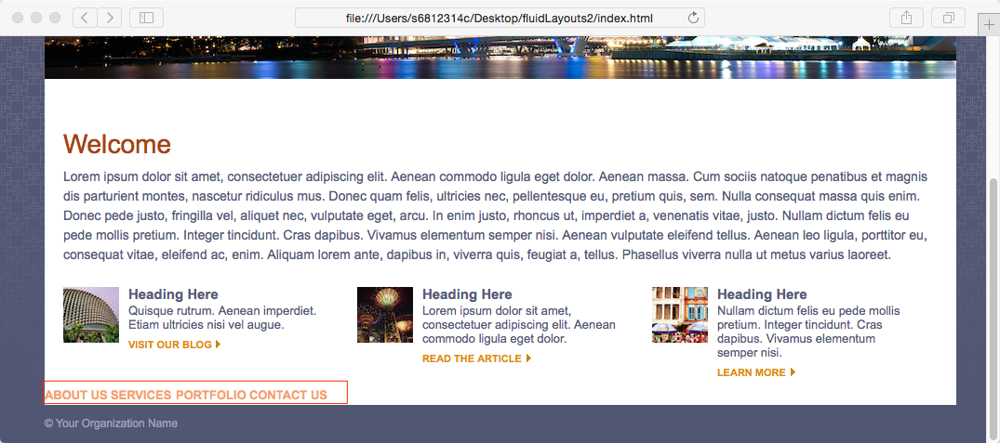 file:///Users/s6812314c/Desktop/fluidLayouts2/index.html
Welcome
Lorem ipsum dolor sit amet, consectetuer adipiscing elit. Aenean commodo ligula eget dolor. Aenean massa. Cum sociis natoque penatibus et magnis
dis parturient montes, nascetur ridiculus mus. Donec quam felis, ultricies nec, pellentesque eu, pretium quis, sem. Nulla consequat massa quis enim.
Donec pede justo, fringilla vel, aliquet nec, vulputate eget, arcu. In enim justo, rhoncus ut, imperdiet a, venenatis vitae, justo. Nullam dictum felis eu
pede mollis pretium. Integer tincidunt. Cras dapibus. Vivamus elementum semper nisi. Aenean vulputate eleifend tellus. Aenean leo ligula, porttitor eu,
consequat vitae, eleifend ac, enim. Aliquam lorem ante, dapibus in, viverra quis, feugiat a, tellus. Phasellus viverra nulla ut metus varius laoreet.
Heading Here
Quisque rutrum. Aenean imperdiet.
Etiam ultricies nisi vel augue.
VISIT OUR BLOG
Heading Here
Lorem ipsum dolor sit amet,
consectetuer adipiscing elit. Aenean
commodo ligula eget dolor.
READ THE ARTICLE
Heading Here
Nullam dictum felis eu pede mollis
pretium. Integer tincidunt. Cras
dapibus. Vivamus elementum
semper nisi.
LEARN MORE
ABOUT US SERVICES PORTFOLIO CONTACT US
© Your Organization Name